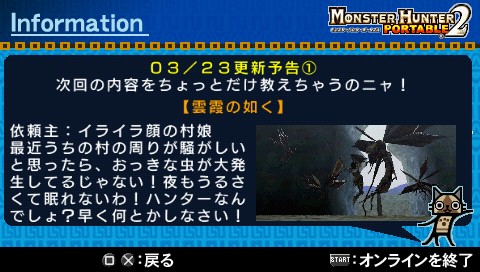 Information
MONSTER HUNTER
PORTABLE 2
03/23更新予告①
次回の内容をちょっとだけ教えちゃうのニャ！
【雲霞の如く】
依頼主：イライラ顔の村娘
最近うちの村の周りが騒がしい
と思ったら、おっきな虫が大発
生してるじゃない！夜もうるさ
くて眠れないわ！ハンターなん
でしょ？早く何とかしなさい！
□×:戻る
START:オンラインを終了